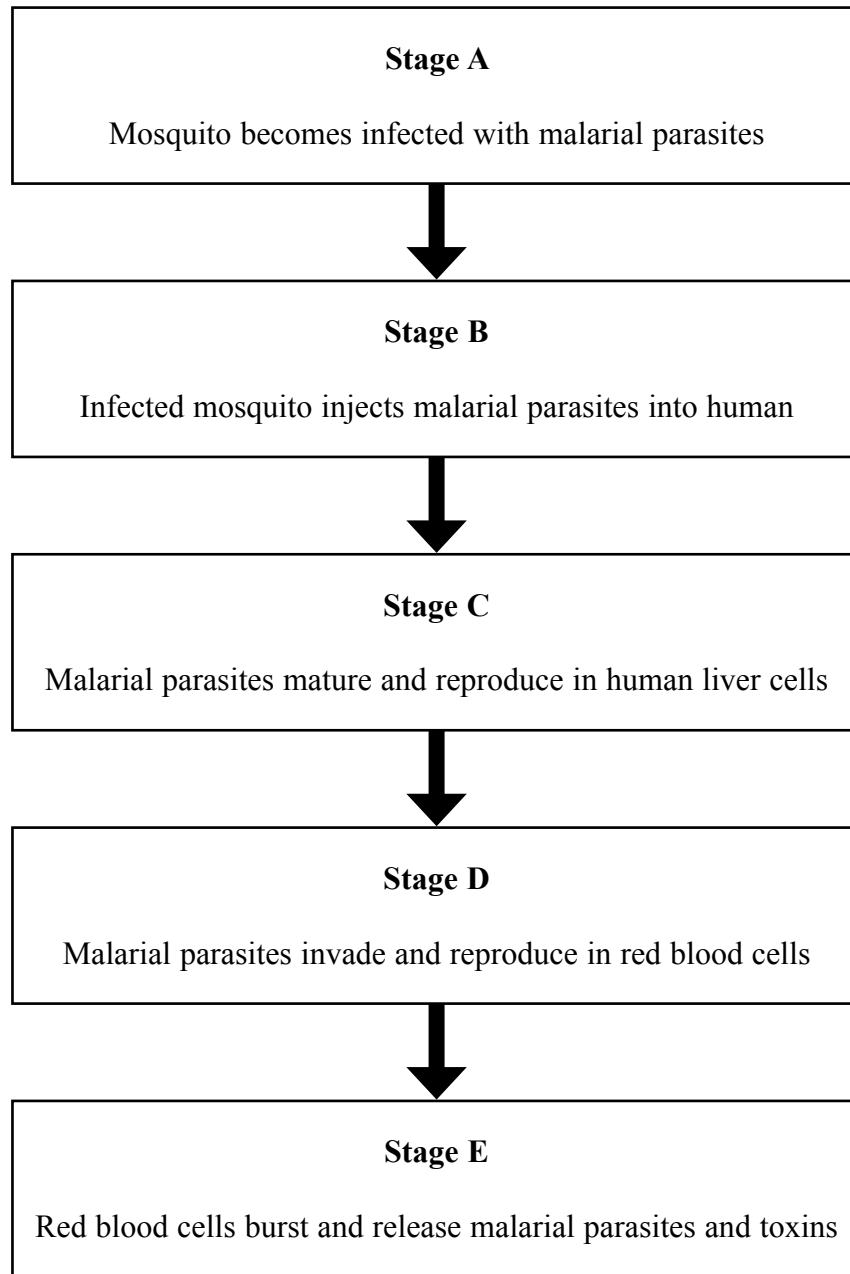 Stage A
Mosquito becomes infected with malarial parasites
Stage B
Infected mosquito injects malarial parasites into human
Stage C
Malarial parasites mature and reproduce in human liver cells
Stage D
Malarial parasites invade and reproduce in red blood cells
Stage E
Red blood cells burst and release malarial parasites and toxins